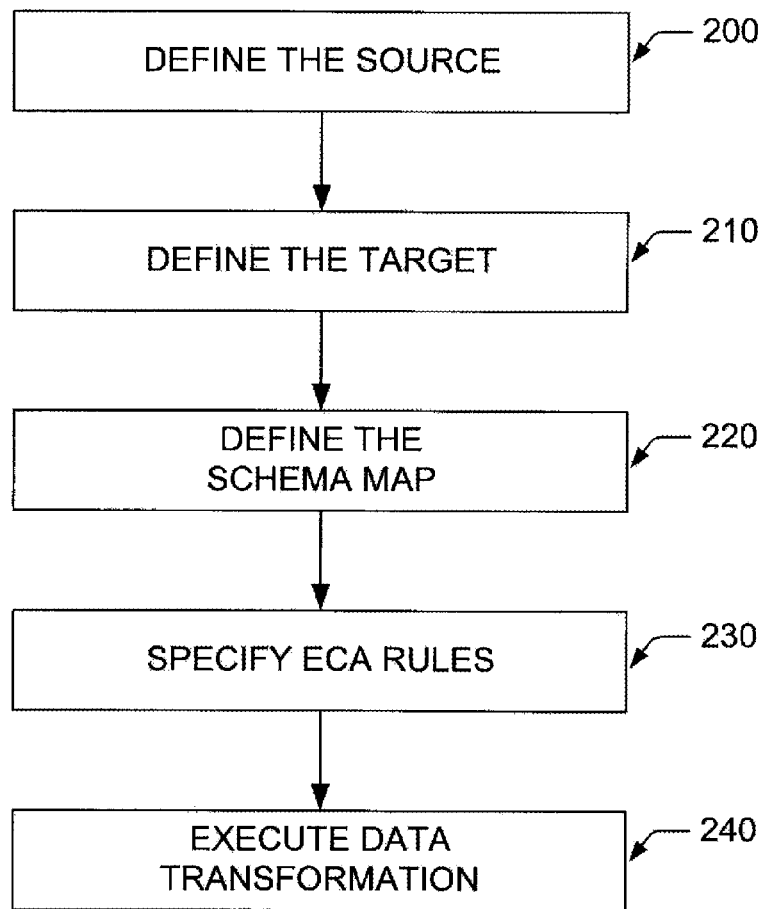 DEFINE THE SOURCE
200
DEFINE THE TARGET
210
DEFINE THE
SCHEMA MAP
220
SPECIFY ECA RULES
230
EXECUTE DATA
TRANSFORMATION
240